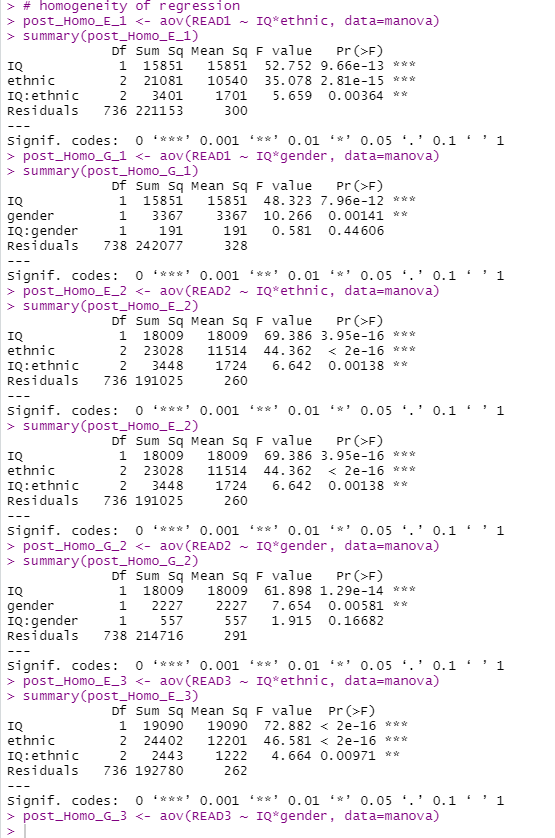 > # homogeneity of regression
> post_Homo_E_1 <- aov(READ1 ~ IQ*ethnic, data=manova)
> summary(post_Homo_E_1)
             Df Sum Sq Mean Sq F value   Pr(>F)
IQ            1  15851   15851  52.752 9.66e-13 ***
ethnic        2  21081   10540  35.078 2.81e-15 ***
IQ:ethnic     2   3401    1701   5.659  0.00364 **
Residuals   736 221153     300
---
Signif. codes:  0 ‘***’ 0.001 ‘**’ 0.01 ‘*’ 0.05 ‘.’ 0.1 ‘ ’ 1
> post_Homo_G_1 <- aov(READ1 ~ IQ*gender, data=manova)
> summary(post_Homo_G_1)
             Df Sum Sq Mean Sq F value   Pr(>F)
IQ            1  15851   15851  48.323 7.96e-12 ***
gender        1   3367    3367  10.266  0.00141 **
IQ:gender     1    191     191   0.581  0.44606
Residuals   738 242077     328
---
Signif. codes:  0 ‘***’ 0.001 ‘**’ 0.01 ‘*’ 0.05 ‘.’ 0.1 ‘ ’ 1
> post_Homo_E_2 <- aov(READ2 ~ IQ*ethnic, data=manova)
> summary(post_Homo_E_2)
             Df Sum Sq Mean Sq F value   Pr(>F)
IQ            1  18009   18009  69.386 3.95e-16 ***
ethnic        2  23028   11514  44.362  < 2e-16 ***
IQ:ethnic     2   3448    1724   6.642  0.00138 **
Residuals   736 191025     260
---
Signif. codes:  0 ‘***’ 0.001 ‘**’ 0.01 ‘*’ 0.05 ‘.’ 0.1 ‘ ’ 1
> summary(post_Homo_E_2)
             Df Sum Sq Mean Sq F value   Pr(>F)
IQ            1  18009   18009  69.386 3.95e-16 ***
ethnic        2  23028   11514  44.362  < 2e-16 ***
IQ:ethnic     2   3448    1724   6.642  0.00138 **
Residuals   736 191025     260
---
Signif. codes:  0 ‘***’ 0.001 ‘**’ 0.01 ‘*’ 0.05 ‘.’ 0.1 ‘ ’ 1
> post_Homo_G_2 <- aov(READ2 ~ IQ*gender, data=manova)
> summary(post_Homo_G_2)
             Df Sum Sq Mean Sq F value   Pr(>F)
IQ            1  18009   18009  61.898 1.29e-14 ***
gender        1   2227    2227   7.654  0.00581 **
IQ:gender     1    557     557   1.915  0.16682
Residuals   738 214716     291
---
Signif. codes:  0 ‘***’ 0.001 ‘**’ 0.01 ‘*’ 0.05 ‘.’ 0.1 ‘ ’ 1
> post_Homo_E_3 <- aov(READ3 ~ IQ*ethnic, data=manova)
> summary(post_Homo_E_3)
             Df Sum Sq Mean Sq F value  Pr(>F)
IQ            1  19090   19090  72.882 < 2e-16 ***
ethnic        2  24402   12201  46.581 < 2e-16 ***
IQ:ethnic     2   2443    1222   4.664 0.00971 **
Residuals   736 192780     262
---
Signif. codes:  0 ‘***’ 0.001 ‘**’ 0.01 ‘*’ 0.05 ‘.’ 0.1 ‘ ’ 1
> post_Homo_G_3 <- aov(READ3 ~ IQ*gender, data=manova)
>